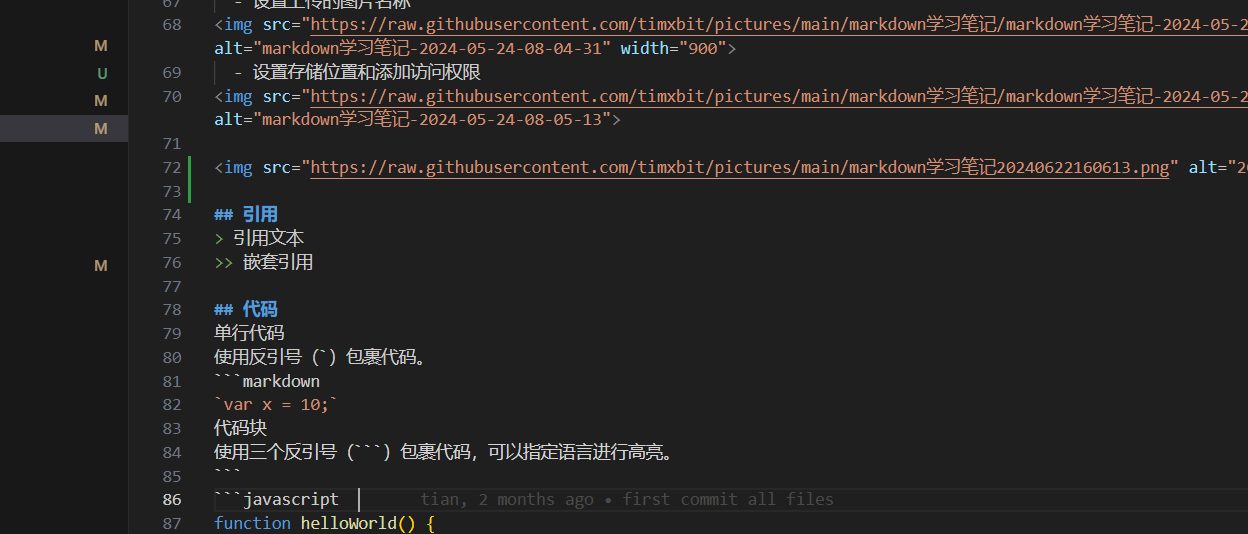 67 - 设置上传的图片名称
68 <img src="https://raw.githubusercontent.com/timxbit/pictures/main/markdown学习笔记/markdown学习笔记-2024-05-2
M alt="markdown学习笔记-2024-05-24-08-04-31" width="900">
U 69 - 设置存储位置和添加访问权限
M 70 <img src="https://raw.githubusercontent.com/timxbit/pictures/main/markdown学习笔记/markdown学习笔记-2024-05-2
M alt="markdown学习笔记-2024-05-24-08-05-13">
71
72 <img src="https://raw.githubusercontent.com/timxbit/pictures/main/markdown学习笔记20240622160613.png" alt="20
73
74 ## 引用
75 > 引用文本
M 76 >> 嵌套引用
77
78 ## 代码
79 单行代码
80 使用反引号（`）包裹代码。
81 ```markdown
82 `var x = 10;`
83 代码块
84 使用三个反引号（```）包裹代码，可以指定语言进行高亮。
85 ```
86 ```javascript tian, 2 months ago • first commit all files
87 function helloWorld() {